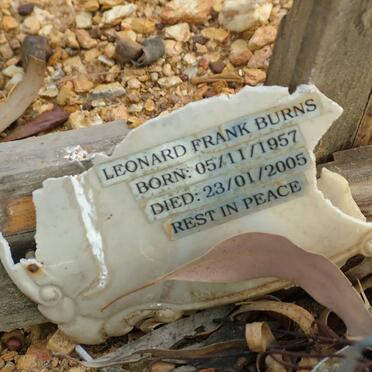 LEONARD FRANK BURNS
BORN: 05/11/1957
DIED: 23/01/2005
REST IN PEACE